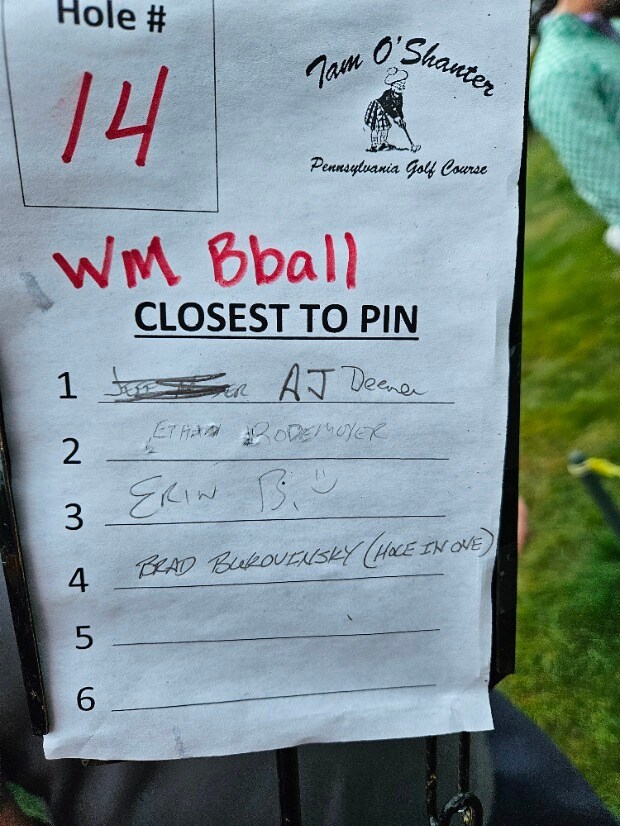 Hole #
14
Tam O'Shanter
Pennsylvania Golf Course
WM Bball
CLOSEST TO PIN
1 AJ Deener
2 ETHAN RODEMOYER
3 ERIN B. :)
4 BRAD BUROVINSKY (HOLE IN ONE)
5
6